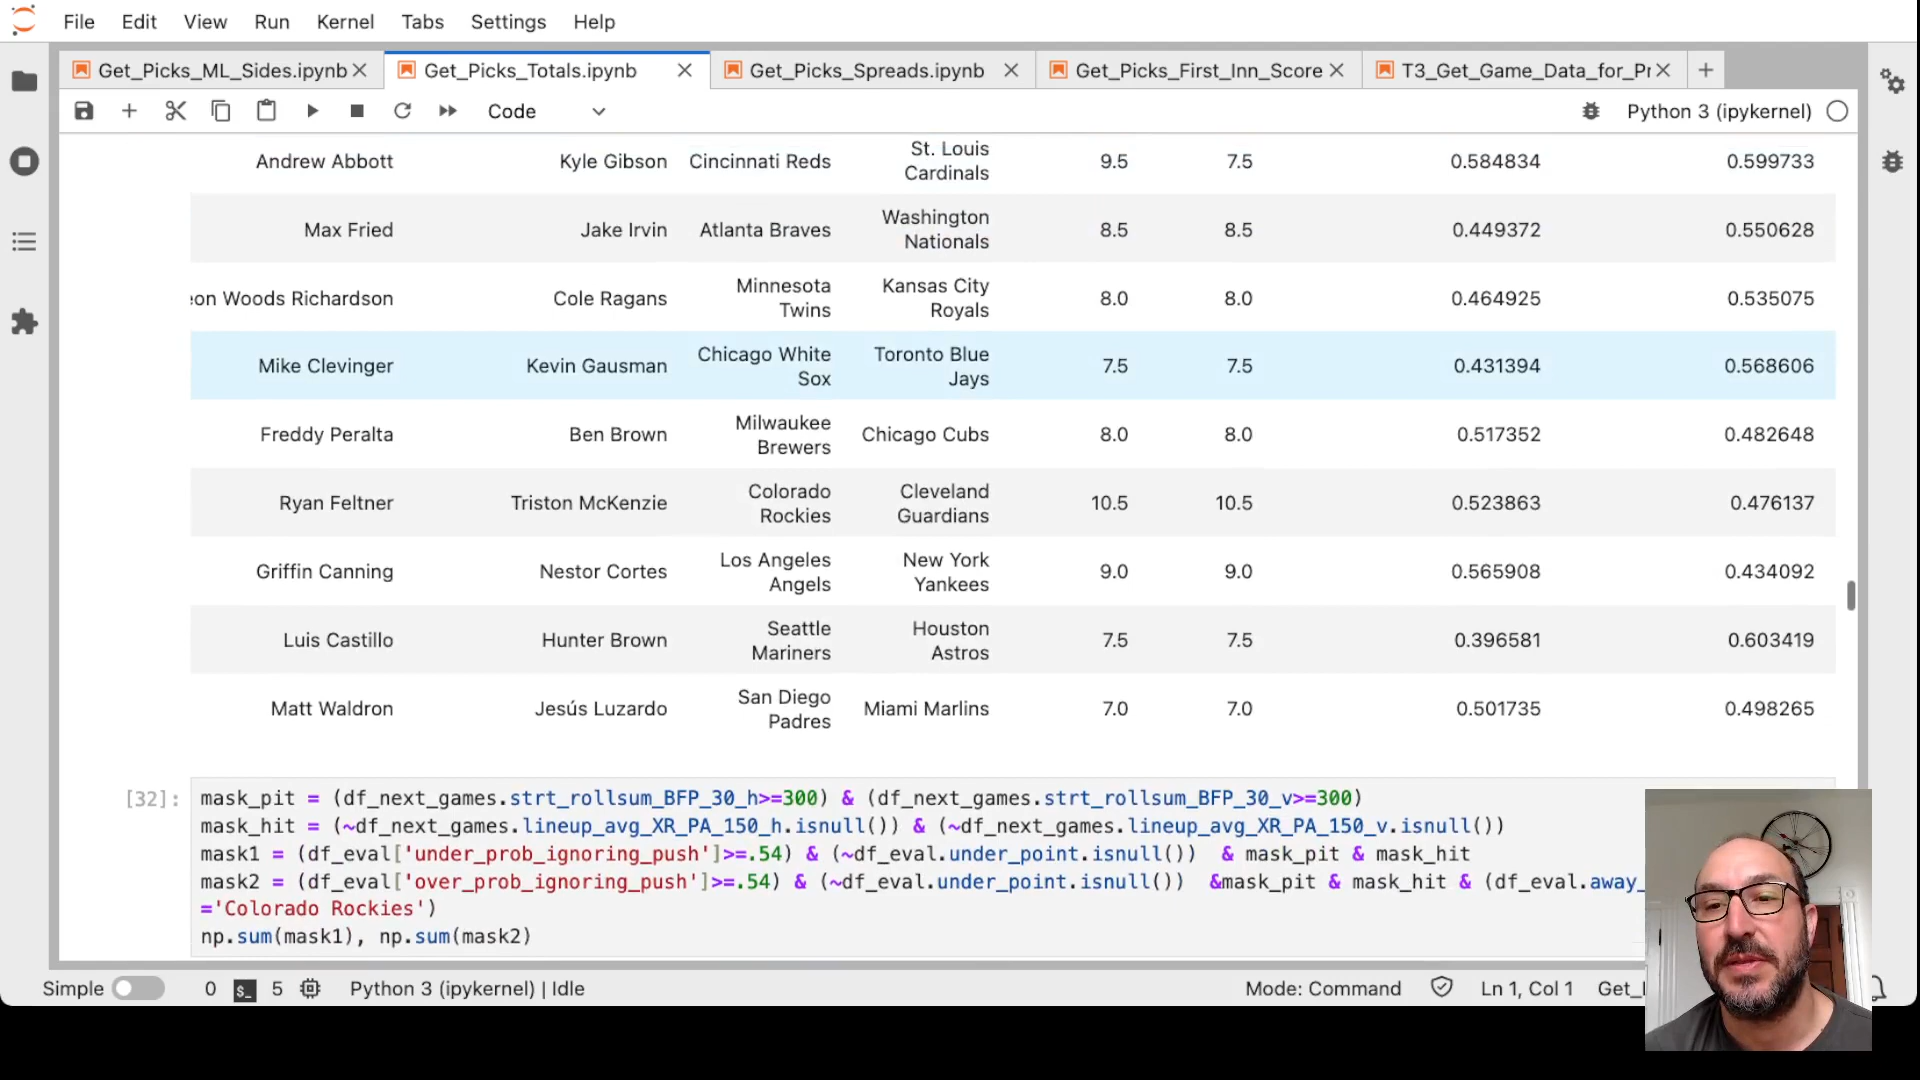 File Edit View Run Kernel Tabs Settings Help
Get_Picks_ML_Sides.ipynb Get_Picks_Totals.ipynb Get_Picks_Spreads.ipynb Get_Picks_First_Inn_Score T3_Get_Game_Data_for_Pr
Code Python 3 (ipykernel)
Andrew Abbott Kyle Gibson Cincinnati Reds St. Louis Cardinals 9.5 7.5 0.584834 0.599733
Max Fried Jake Irvin Atlanta Braves Washington Nationals 8.5 8.5 0.449372 0.550628
eon Woods Richardson Cole Ragans Minnesota Twins Kansas City Royals 8.0 8.0 0.464925 0.535075
Mike Clevinger Kevin Gausman Chicago White Sox Toronto Blue Jays 7.5 7.5 0.431394 0.568606
Freddy Peralta Ben Brown Milwaukee Brewers Chicago Cubs 8.0 8.0 0.517352 0.482648
Ryan Feltner Triston McKenzie Colorado Rockies Cleveland Guardians 10.5 10.5 0.523863 0.476137
Griffin Canning Nestor Cortes Los Angeles Angels New York Yankees 9.0 9.0 0.565908 0.434092
Luis Castillo Hunter Brown Seattle Mariners Houston Astros 7.5 7.5 0.396581 0.603419
Matt Waldron Jesús Luzardo San Diego Padres Miami Marlins 7.0 7.0 0.501735 0.498265
[32]: mask_pit = (df_next_games.strt_rollsum_BFP_30_h>=300) & (df_next_games.strt_rollsum_BFP_30_v>=300)
mask_hit = (~df_next_games.lineup_avg_XR_PA_150_h.isnull()) & (~df_next_games.lineup_avg_XR_PA_150_v.isnull())
mask1 = (df_eval['under_prob_ignoring_push']>=.54) & (~df_eval.under_point.isnull()) & mask_pit & mask_hit
mask2 = (df_eval['over_prob_ignoring_push']>=.54) & (~df_eval.under_point.isnull()) &mask_pit & mask_hit & (df_eval.away_
='Colorado Rockies')
np.sum(mask1), np.sum(mask2)
Simple 0 $_ 5 Python 3 (ipykernel) | Idle Mode: Command Ln 1, Col 1 Get_